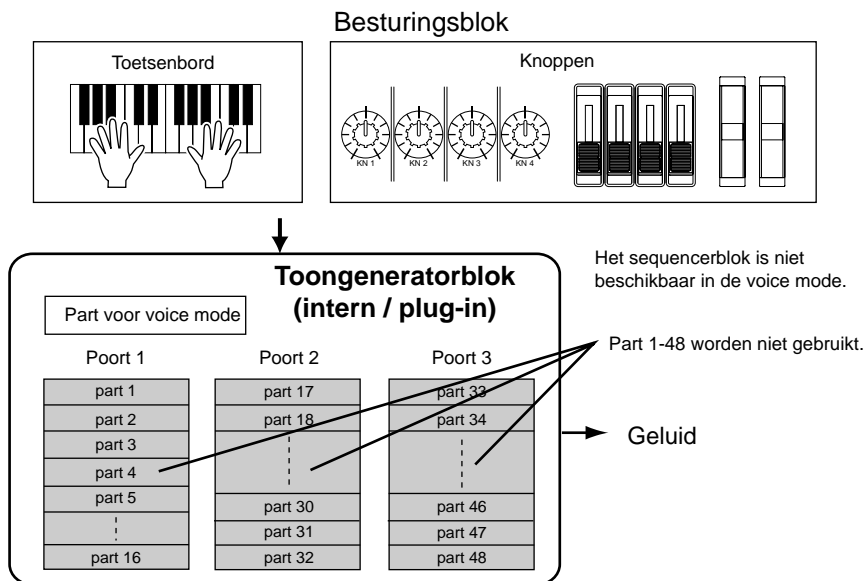 Besturingsblok
Toetsenbord
Knoppen
KN 1
KN 2
KN 3
KN 4
Toongeneratorblok
(intern / plug-in)
Het sequencerblok is niet
beschikbaar in de voice mode.
Part voor voice mode
Part 1-48 worden niet gebruikt.
Poort 1
part 1
part 2
part 3
part 4
part 5
part 16
Poort 2
part 17
part 18
part 30
part 31
part 32
Poort 3
part 33
part 34
part 46
part 47
part 48
Geluid